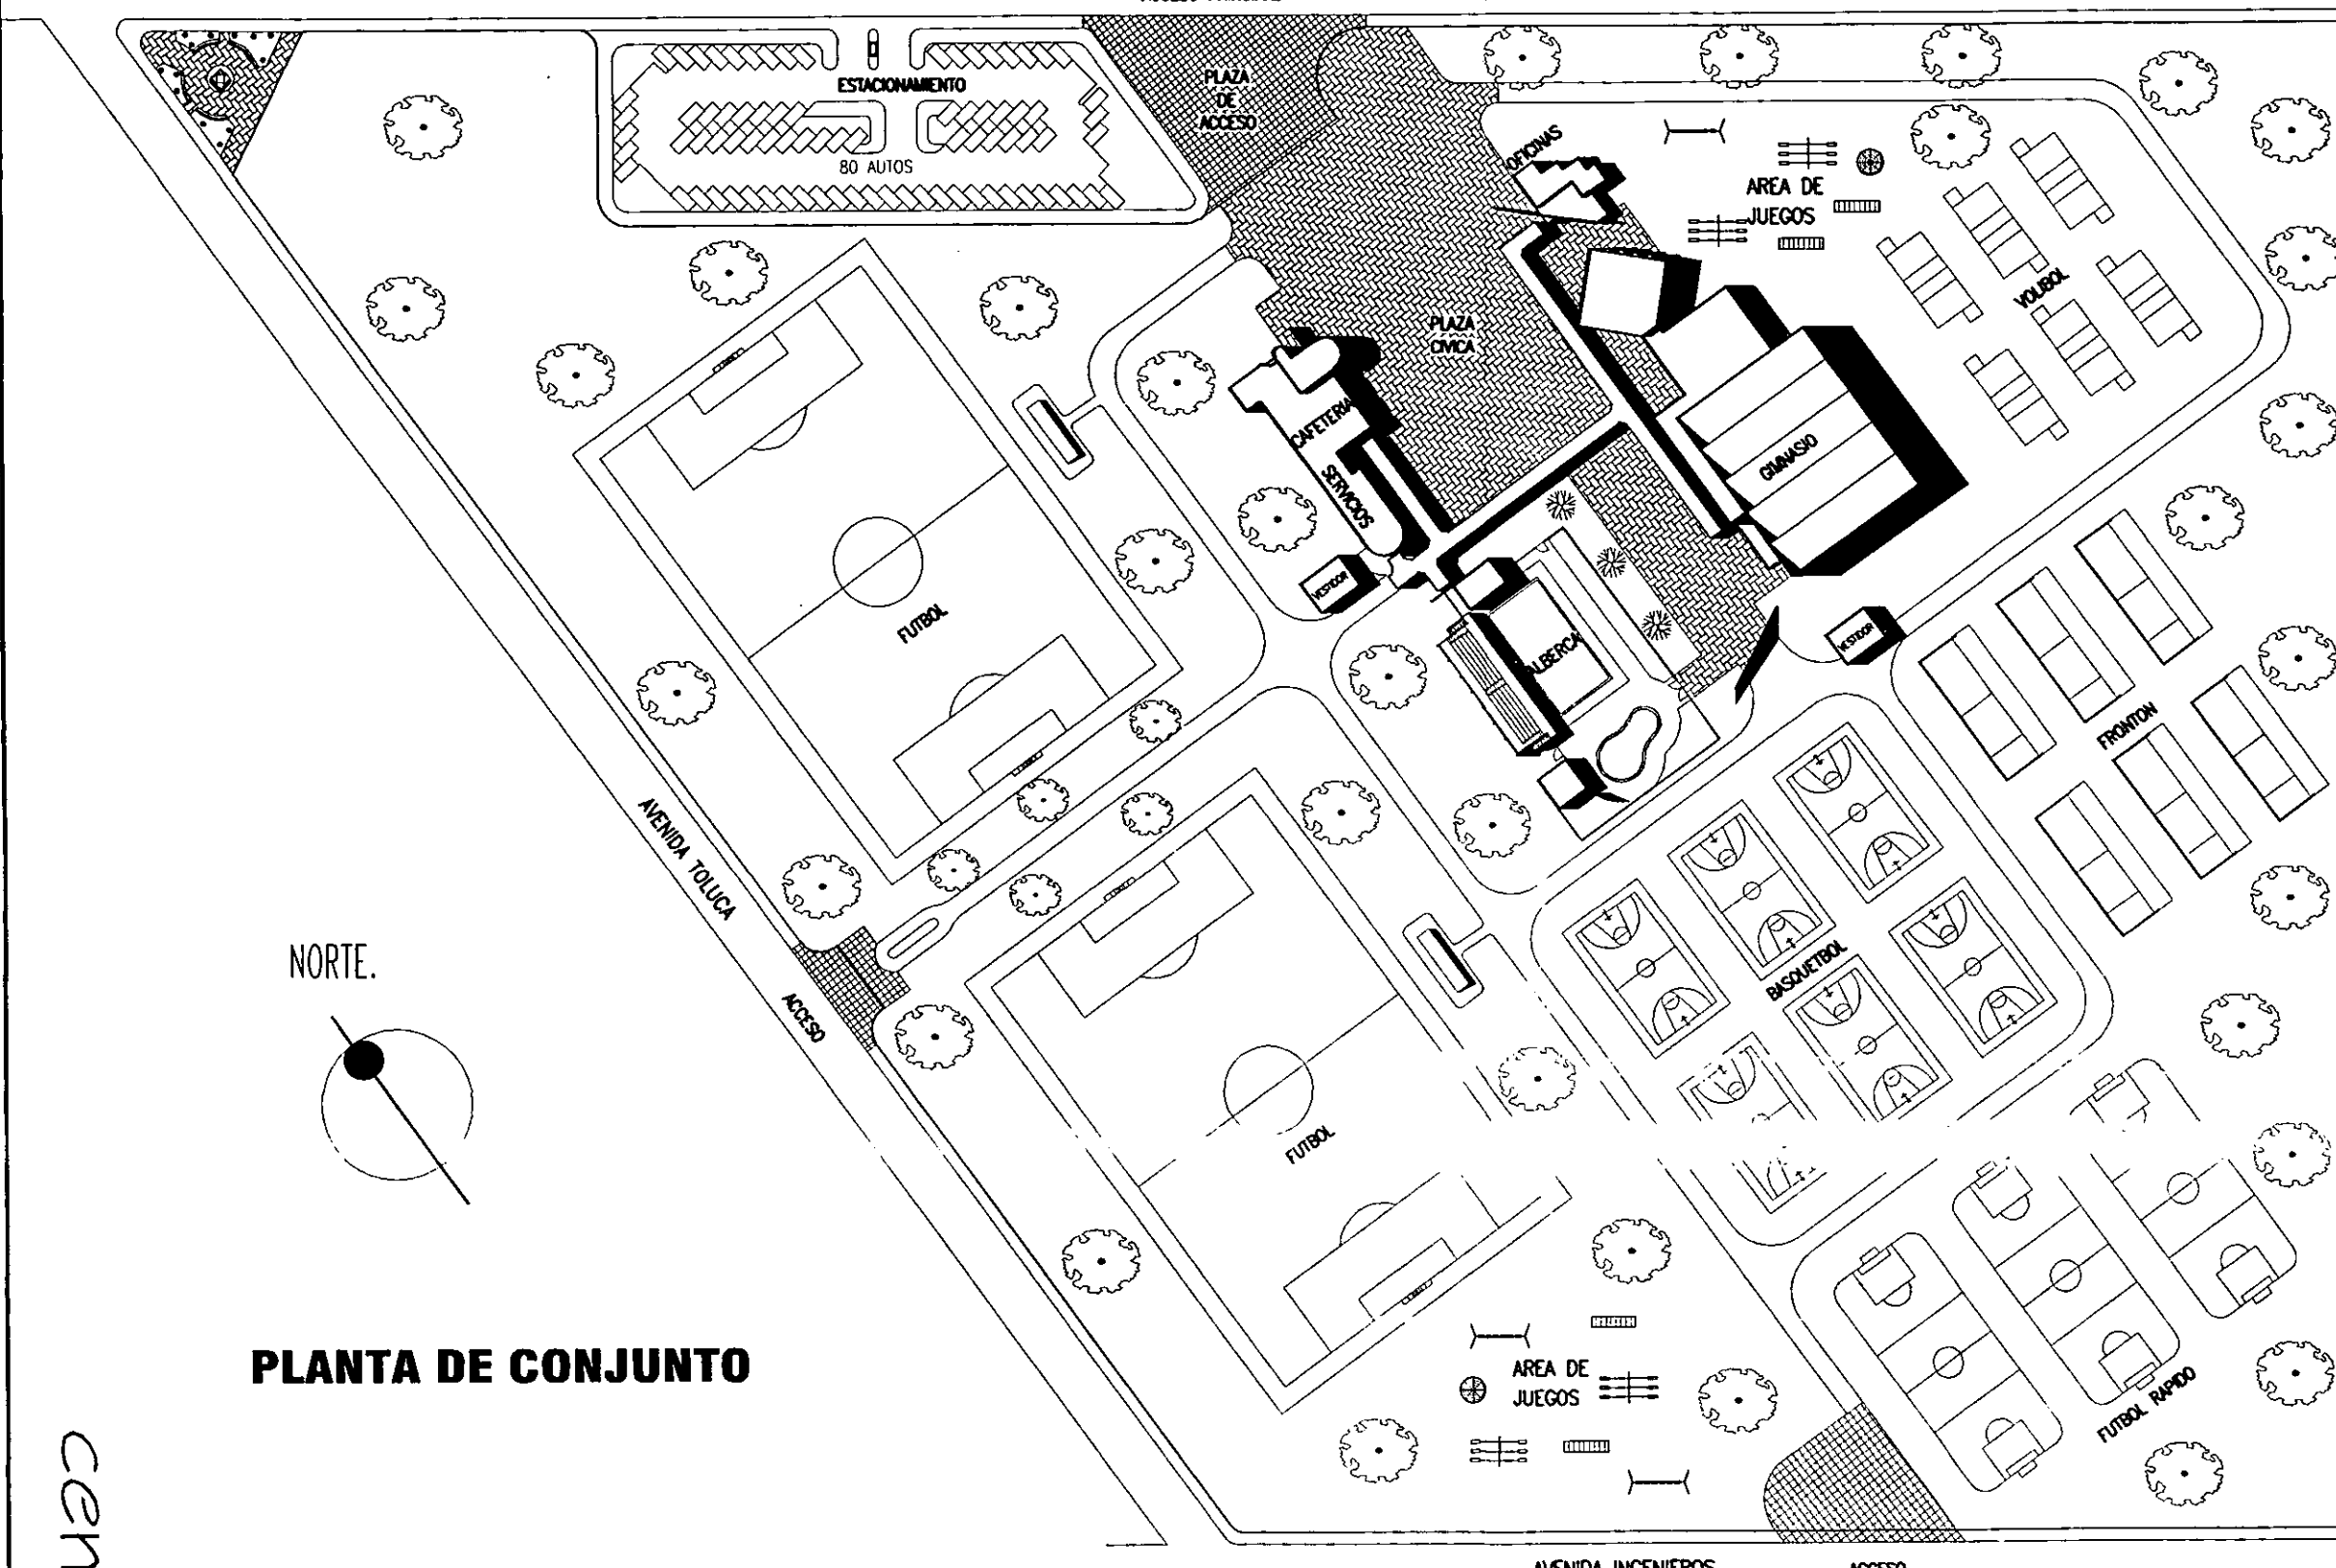 ESTACIONAMIENTO
80 AUTOS
PLAZA
DE
ACCESO
OFICINAS
AREA DE
JUEGOS
VOLIBOL
PLAZA
CIVICA
CAFETERIA
SERVICIOS
GIMNASIO
VESTIDOR
ALBERCA
VESTIDOR
FUTBOL
FRONTON
AVENIDA TOLUCA
ACCESO
BASQUETBOL
NORTE.
FUTBOL
PLANTA DE CONJUNTO
AREA DE
JUEGOS
FUTBOL RAPIDO
cen
AVENIDA INGENIEROS
ACCESO